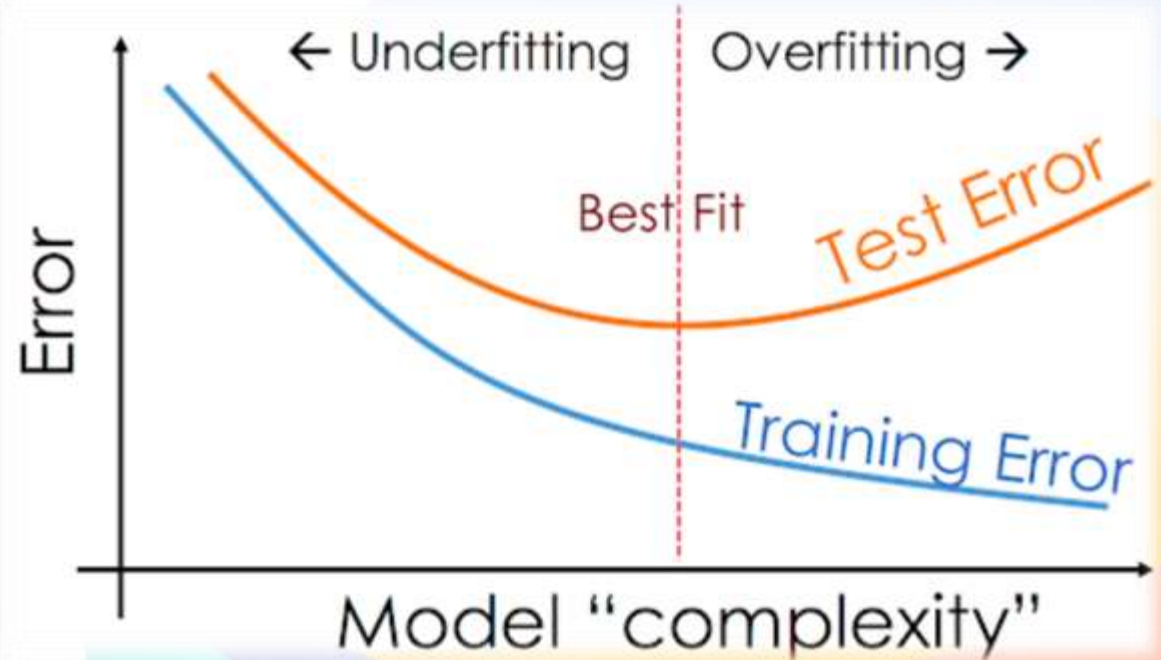 ← Underfitting
Overfitting →
Best Fit
Test Error
Error
Training Error
Model “complexity”